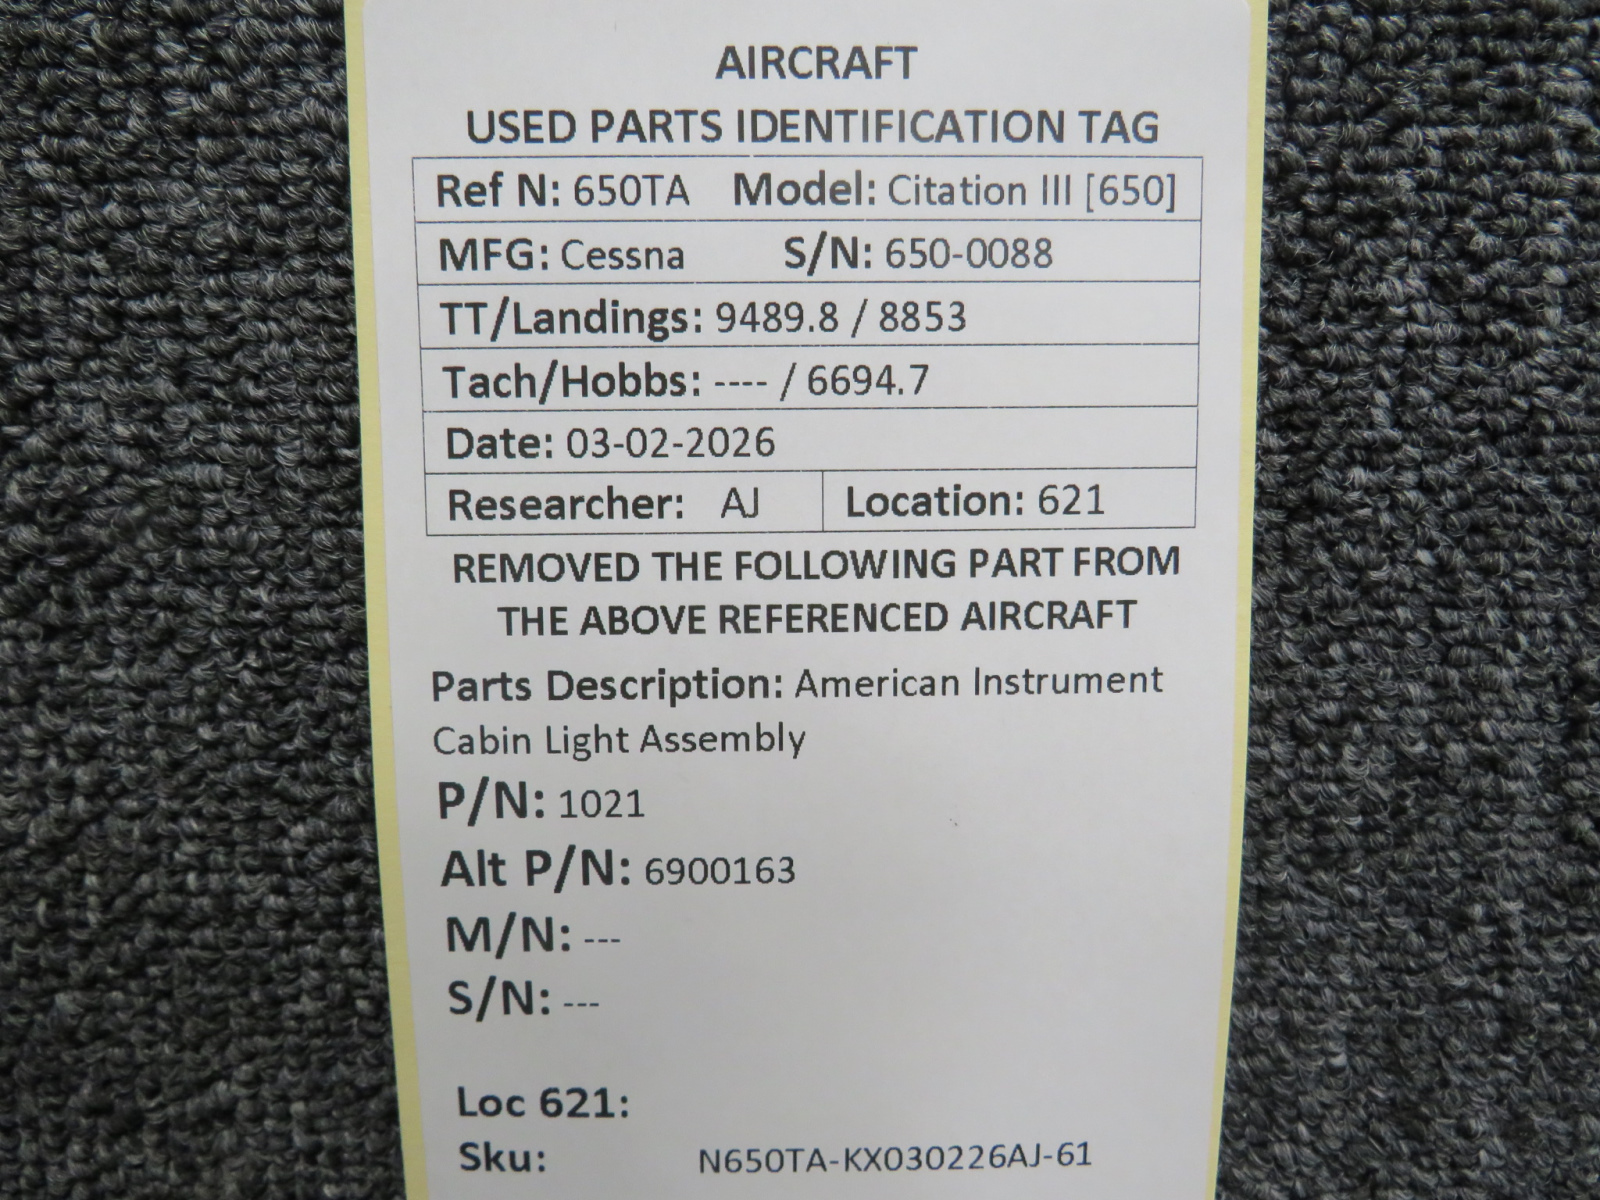 AIRCRAFT
USED PARTS IDENTIFICATION TAG
Ref N: 650TA Model: Citation III [650]
MFG: Cessna S/N: 650-0088
TT/Landings: 9489.8 / 8853
Tach/Hobbs: ---- / 6694.7
Date: 03-02-2026
Researcher: AJ Location: 621
REMOVED THE FOLLOWING PART FROM
THE ABOVE REFERENCED AIRCRAFT
Parts Description: American Instrument
Cabin Light Assembly
P/N: 1021
Alt P/N: 6900163
M/N: ---
S/N: ---
Loc 621:
Sku: N650TA-KX030226AJ-61